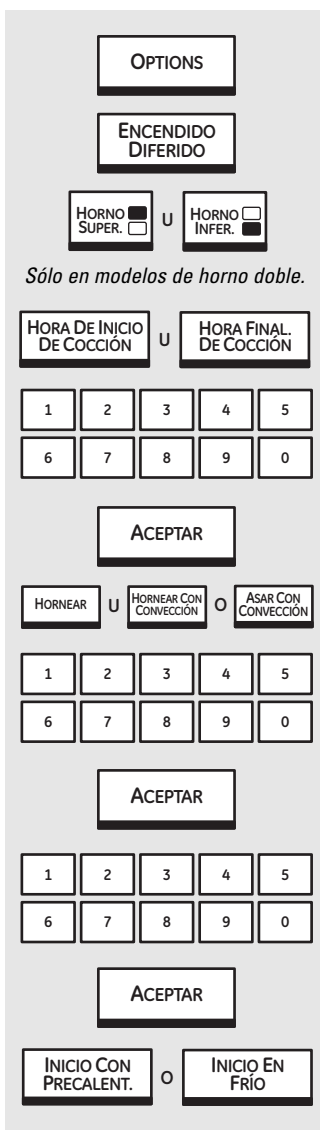 OPTIONS
ENCENDIDO
DIFERIDO
HORNO
SUPER.
U
HORNO
INFER.
Sólo en modelos de horno doble.
HORA DE INICIO
DE COCCIÓN
U
HORA FINAL.
DE COCCIÓN
1 2 3 4 5
6 7 8 9 0
ACEPTAR
HORNEAR U HORNEAR CON
CONVECCIÓN
O ASAR CON
CONVECCIÓN
1 2 3 4 5
6 7 8 9 0
ACEPTAR
1 2 3 4 5
6 7 8 9 0
ACEPTAR
INICIO CON
PRECALENT.
O
INICIO EN
FRÍO